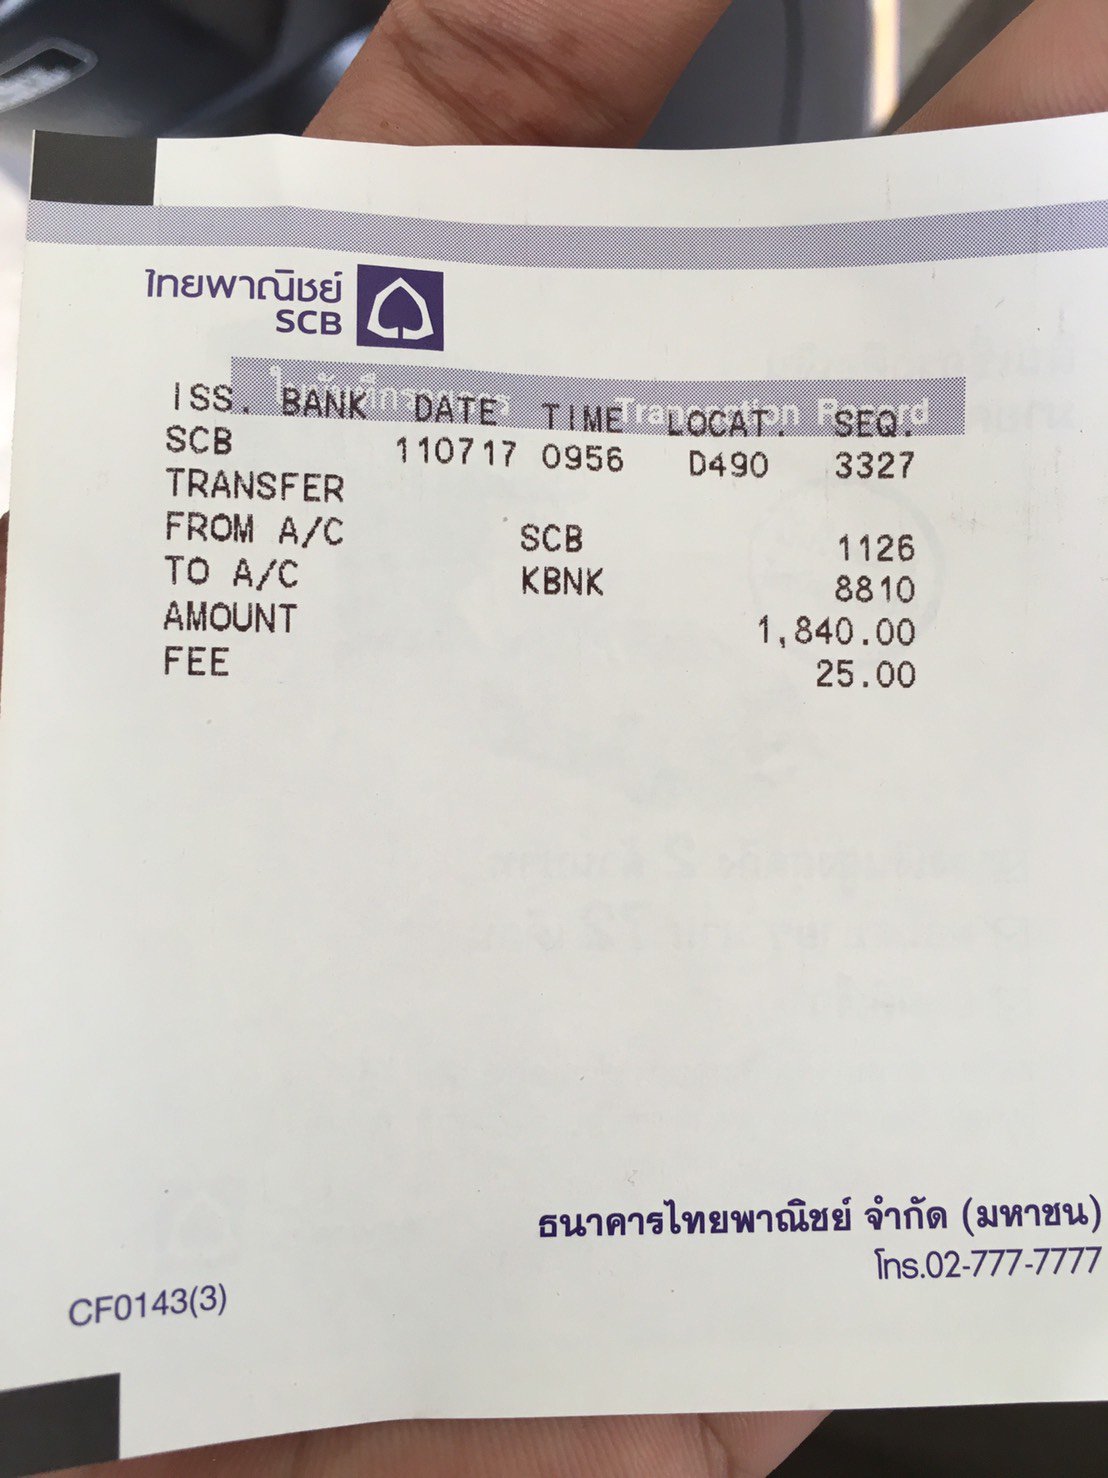 ไทยพาณิชย์
SCB
ใบบันทึกรายการ Transaction Record
ISS. BANK DATE TIME LOCAT. SEQ.
SCB 110717 0956 D490 3327
TRANSFER
FROM A/C SCB 1126
TO A/C KBNK 8810
AMOUNT 1,840.00
FEE 25.00
ธนาคารไทยพาณิชย์ จำกัด (มหาชน)
โทร.02-777-7777
CF0143(3)